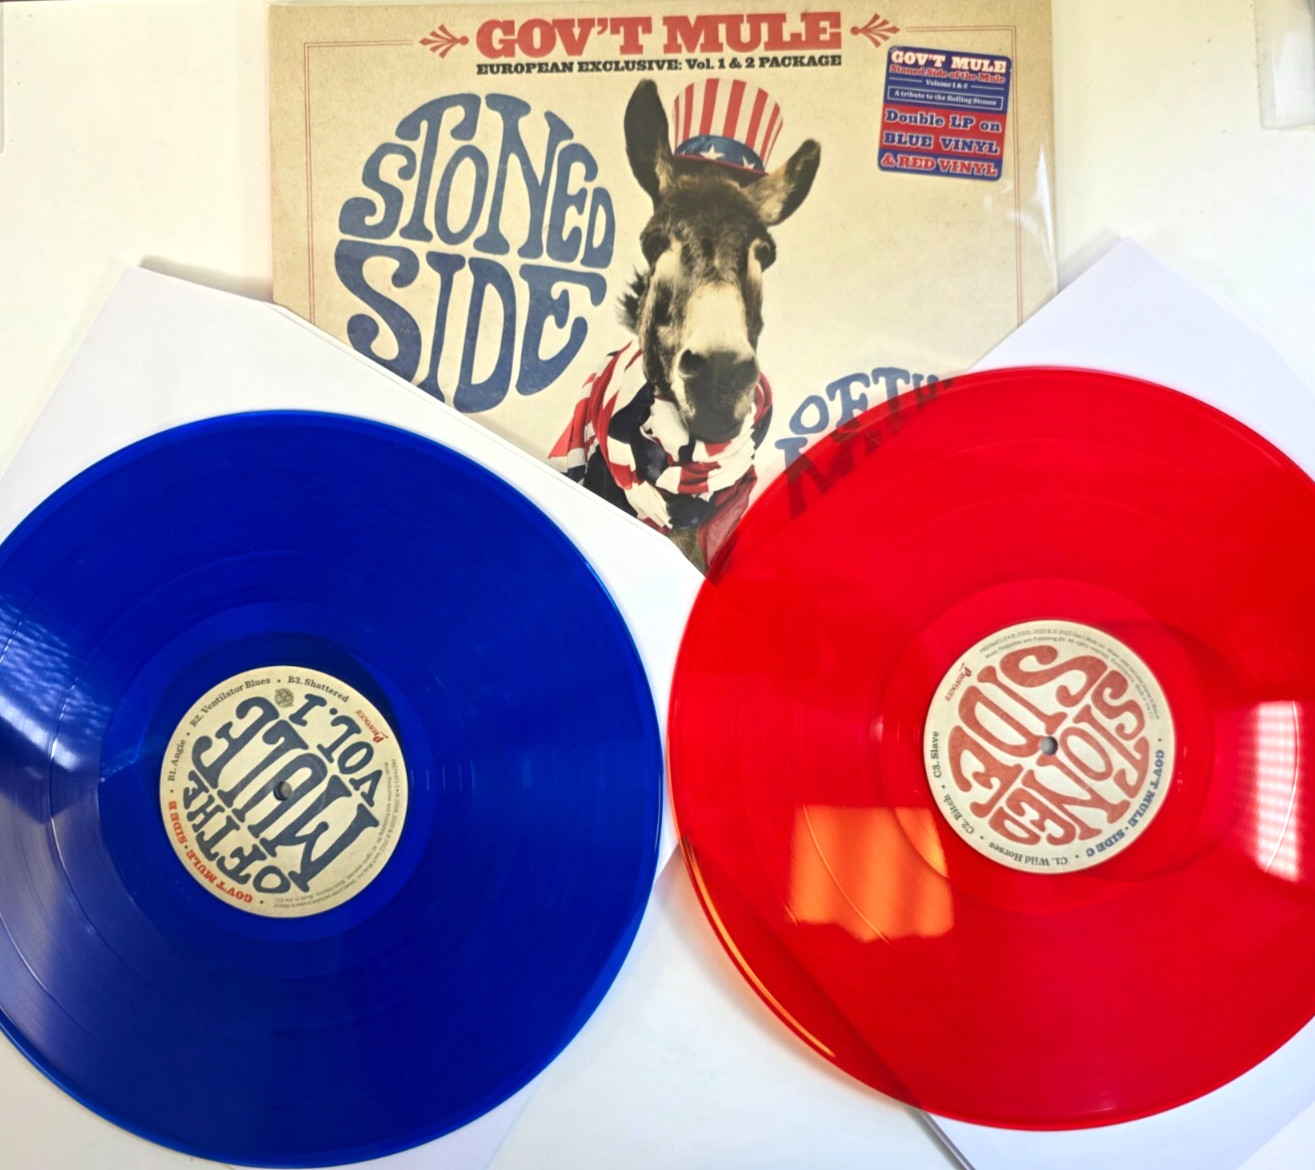 GOV'T MULE
EUROPEAN EXCLUSIVE: Vol. 1 & 2 PACKAGE
GOV'T MULE
Stoned Side of the Mule
Volume 1 & 2
A tribute to the Rolling Stones
Double LP on
BLUE VINYL
& RED VINYL
STONED
SIDE
OF
GOV'T MULE • SIDE B • B1. Angie • B2. Ventilator Blues • B3. Shattered
OF THE
MULE
VOL. 1
PROVOGUE
STONED
SIDE
PROVOGUE
GOV'T MULE • SIDE C • C1. Wild Horses • C2. Bitch • C3. Slave